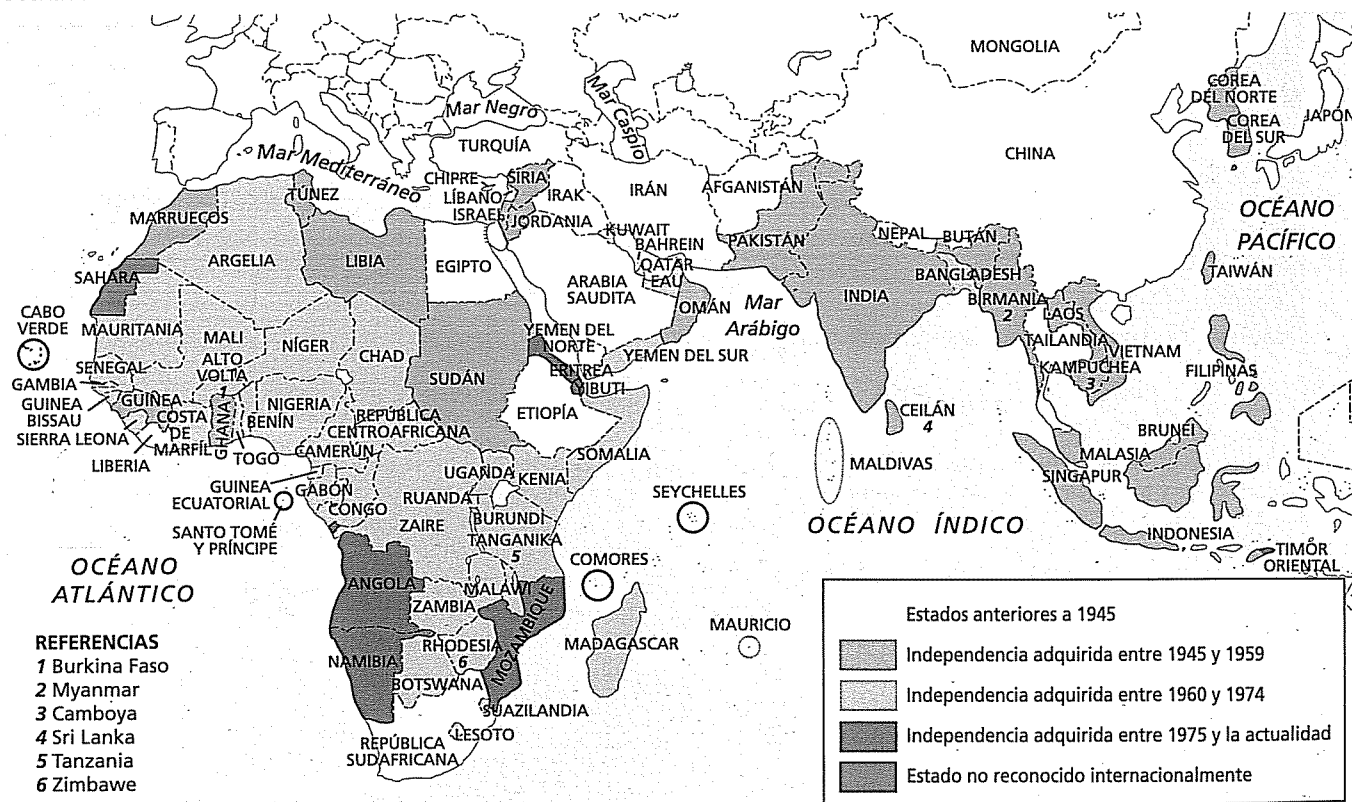 MONGOLIA
COREA
DEL NORTE
COREA
DEL SUR
JAPÓN
Mar Negro
Mar Caspio
TURQUÍA
CHINA
Mar Mediterráneo
CHIPRE
SIRIA
LÍBANO
ISRAEL
IRAK
IRÁN
AFGANISTÁN
TÚNEZ
JORDANIA
MARRUECOS
KUWAIT
BAHREIN
QATAR
EAU
PAKISTÁN
NEPAL
BUTÁN
OCÉANO
PACÍFICO
ARGELIA
LIBIA
EGIPTO
ARABIA
SAUDITA
OMÁN
Mar
Arábigo
INDIA
BANGLADESH
BIRMANIA
2
LAOS
TAIWÁN
SAHARA
CABO
VERDE
MAURITANIA
MALI
NÍGER
CHAD
SUDÁN
YEMEN DEL
NORTE
YEMEN DEL SUR
ERITREA
YIBUTI
TAILANDIA
VIETNAM
KAMPUCHEA
3
FILIPINAS
SENEGAL
GAMBIA
GUINEA
BISSAU
SIERRA LEONA
GUINEA
ALTO
VOLTA
1
COSTA
DE
MARFÍL
LIBERIA
GHANA
TOGO
BENÍN
NIGERIA
REPÚBLICA
CENTROAFRICANA
CAMERÚN
ETIOPÍA
SOMALIA
CEILÁN
4
MALDIVAS
BRUNEÍ
MALASIA
SINGAPUR
GUINEA
ECUATORIAL
SANTO TOMÉ
Y PRÍNCIPE
GABÓN
CONGO
UGANDA
KENIA
RUANDA
BURUNDI
ZAIRE
TANGANIKA
5
SEYCHELLES
OCÉANO ÍNDICO
INDONESIA
TIMOR
ORIENTAL
OCÉANO
ATLÁNTICO
ANGOLA
ZAMBIA
MALAWI
MOZAMBIQUE
COMORES
MADAGASCAR
MAURICIO
NAMIBIA
RHODESIA
6
BOTSWANA
SUAZILANDIA
LESOTO
REPÚBLICA
SUDAFRICANA
REFERENCIAS
1 Burkina Faso
2 Myanmar
3 Camboya
4 Sri Lanka
5 Tanzania
6 Zimbawe
Estados anteriores a 1945
Independencia adquirida entre 1945 y 1959
Independencia adquirida entre 1960 y 1974
Independencia adquirida entre 1975 y la actualidad
Estado no reconocido internacionalmente